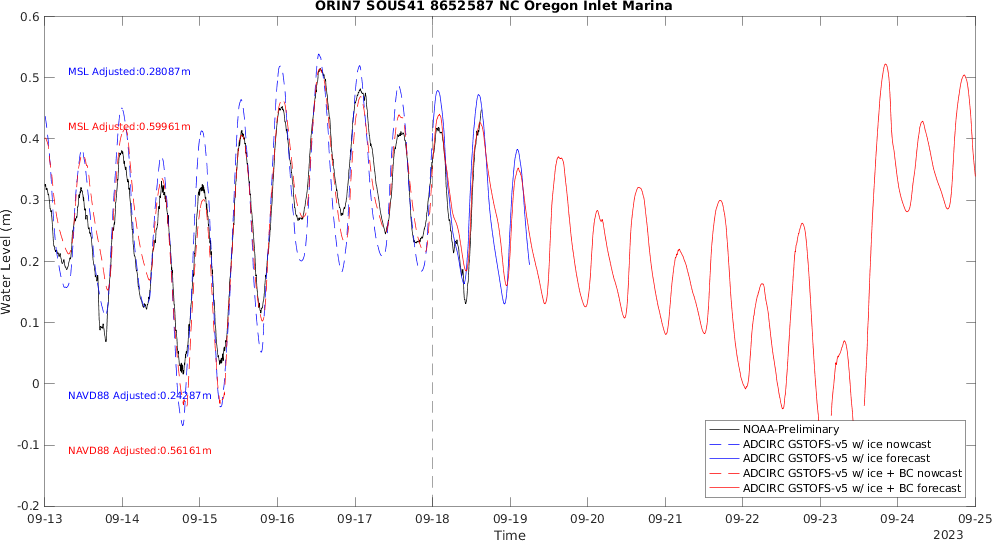 ORIN7 SOUS41 8652587 NC Oregon Inlet Marina
0.6
0.5
0.4
0.3
0.2
0.1
0
-0.1
-0.2
Water Level (m)
MSL Adjusted:0.28087m
MSL Adjusted:0.59961m
NAVD88 Adjusted:0.24287m
NAVD88 Adjusted:0.56161m
NOAA-Preliminary
ADCIRC GSTOFS-v5 w/ ice nowcast
ADCIRC GSTOFS-v5 w/ ice forecast
ADCIRC GSTOFS-v5 w/ ice + BC nowcast
ADCIRC GSTOFS-v5 w/ ice + BC forecast
09-13 09-14 09-15 09-16 09-17 09-18 09-19 09-20 09-21 09-22 09-23 09-24 09-25
Time
2023